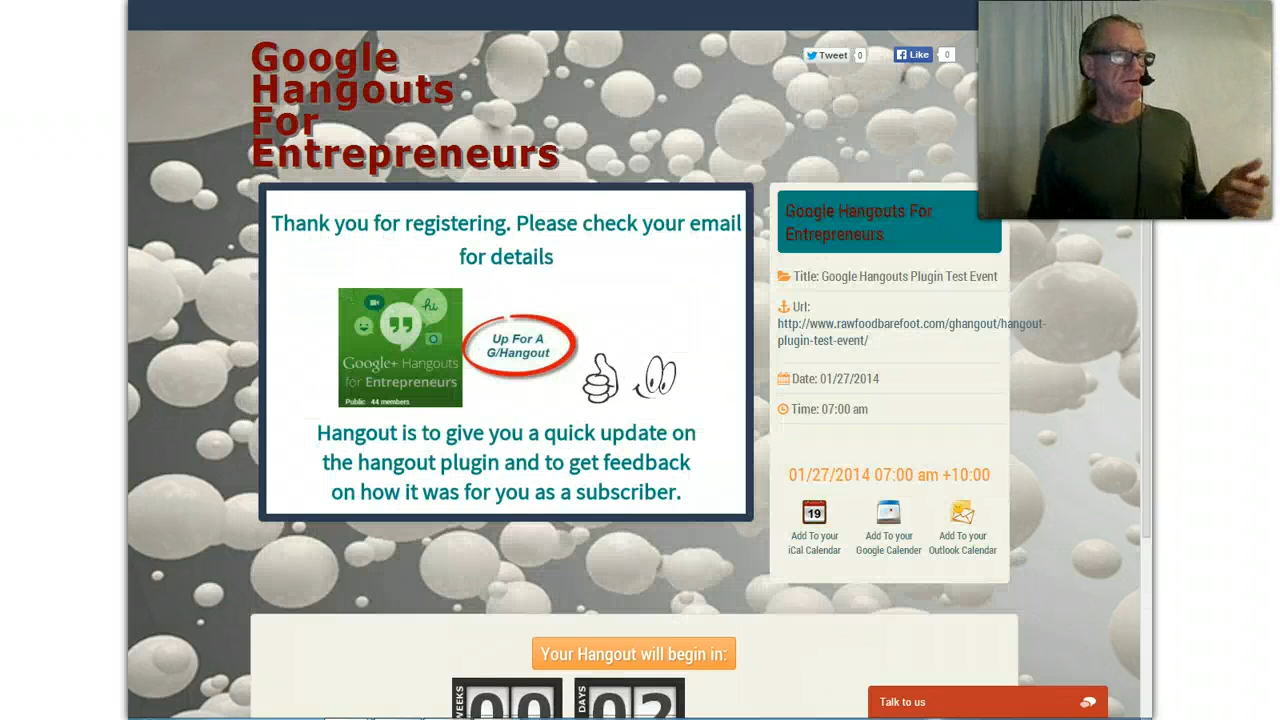 Google
Hangouts
For
Entrepreneurs
Tweet 0
Like 0
Thank you for registering. Please check your email
for details
hi
Google+ Hangouts
for Entrepreneurs
Public 44 members
Up For A
G/Hangout
Hangout is to give you a quick update on
the hangout plugin and to get feedback
on how it was for you as a subscriber.
Google Hangouts For
Entrepreneurs
Title: Google Hangouts Plugin Test Event
Url:
http://www.rawfoodbarefoot.com/ghangout/hangout-
plugin-test-event/
Date: 01/27/2014
Time: 07:00 am
01/27/2014 07:00 am +10:00
19
Add To your
iCal Calendar
Add To your
Google Calender
Add To your
Outlook Calendar
Your Hangout will begin in:
WEEKS
00
DAYS
02
Talk to us